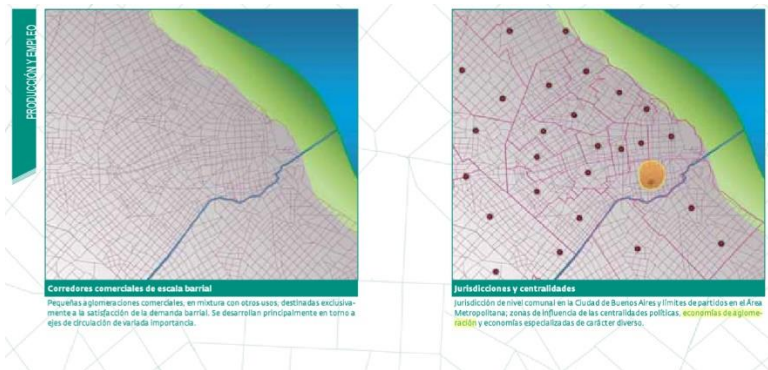 PRODUCCIÓN Y EMPLEO
Corredores comerciales de escala barrial
Pequeñas aglomeraciones comerciales, en mixtura con otros usos, destinadas exclusiva-
mente a la satisfacción de la demanda barrial. Se desarrollan principalmente en torno a
ejes de circulación de variada importancia.
Jurisdicciones y centralidades
Jurisdicción de nivel comunal en la Ciudad de Buenos Aires y límites de partidos en el Área
Metropolitana; zonas de influencia de las centralidades políticas, economías de aglome-
ración y economías especializadas de carácter diverso.